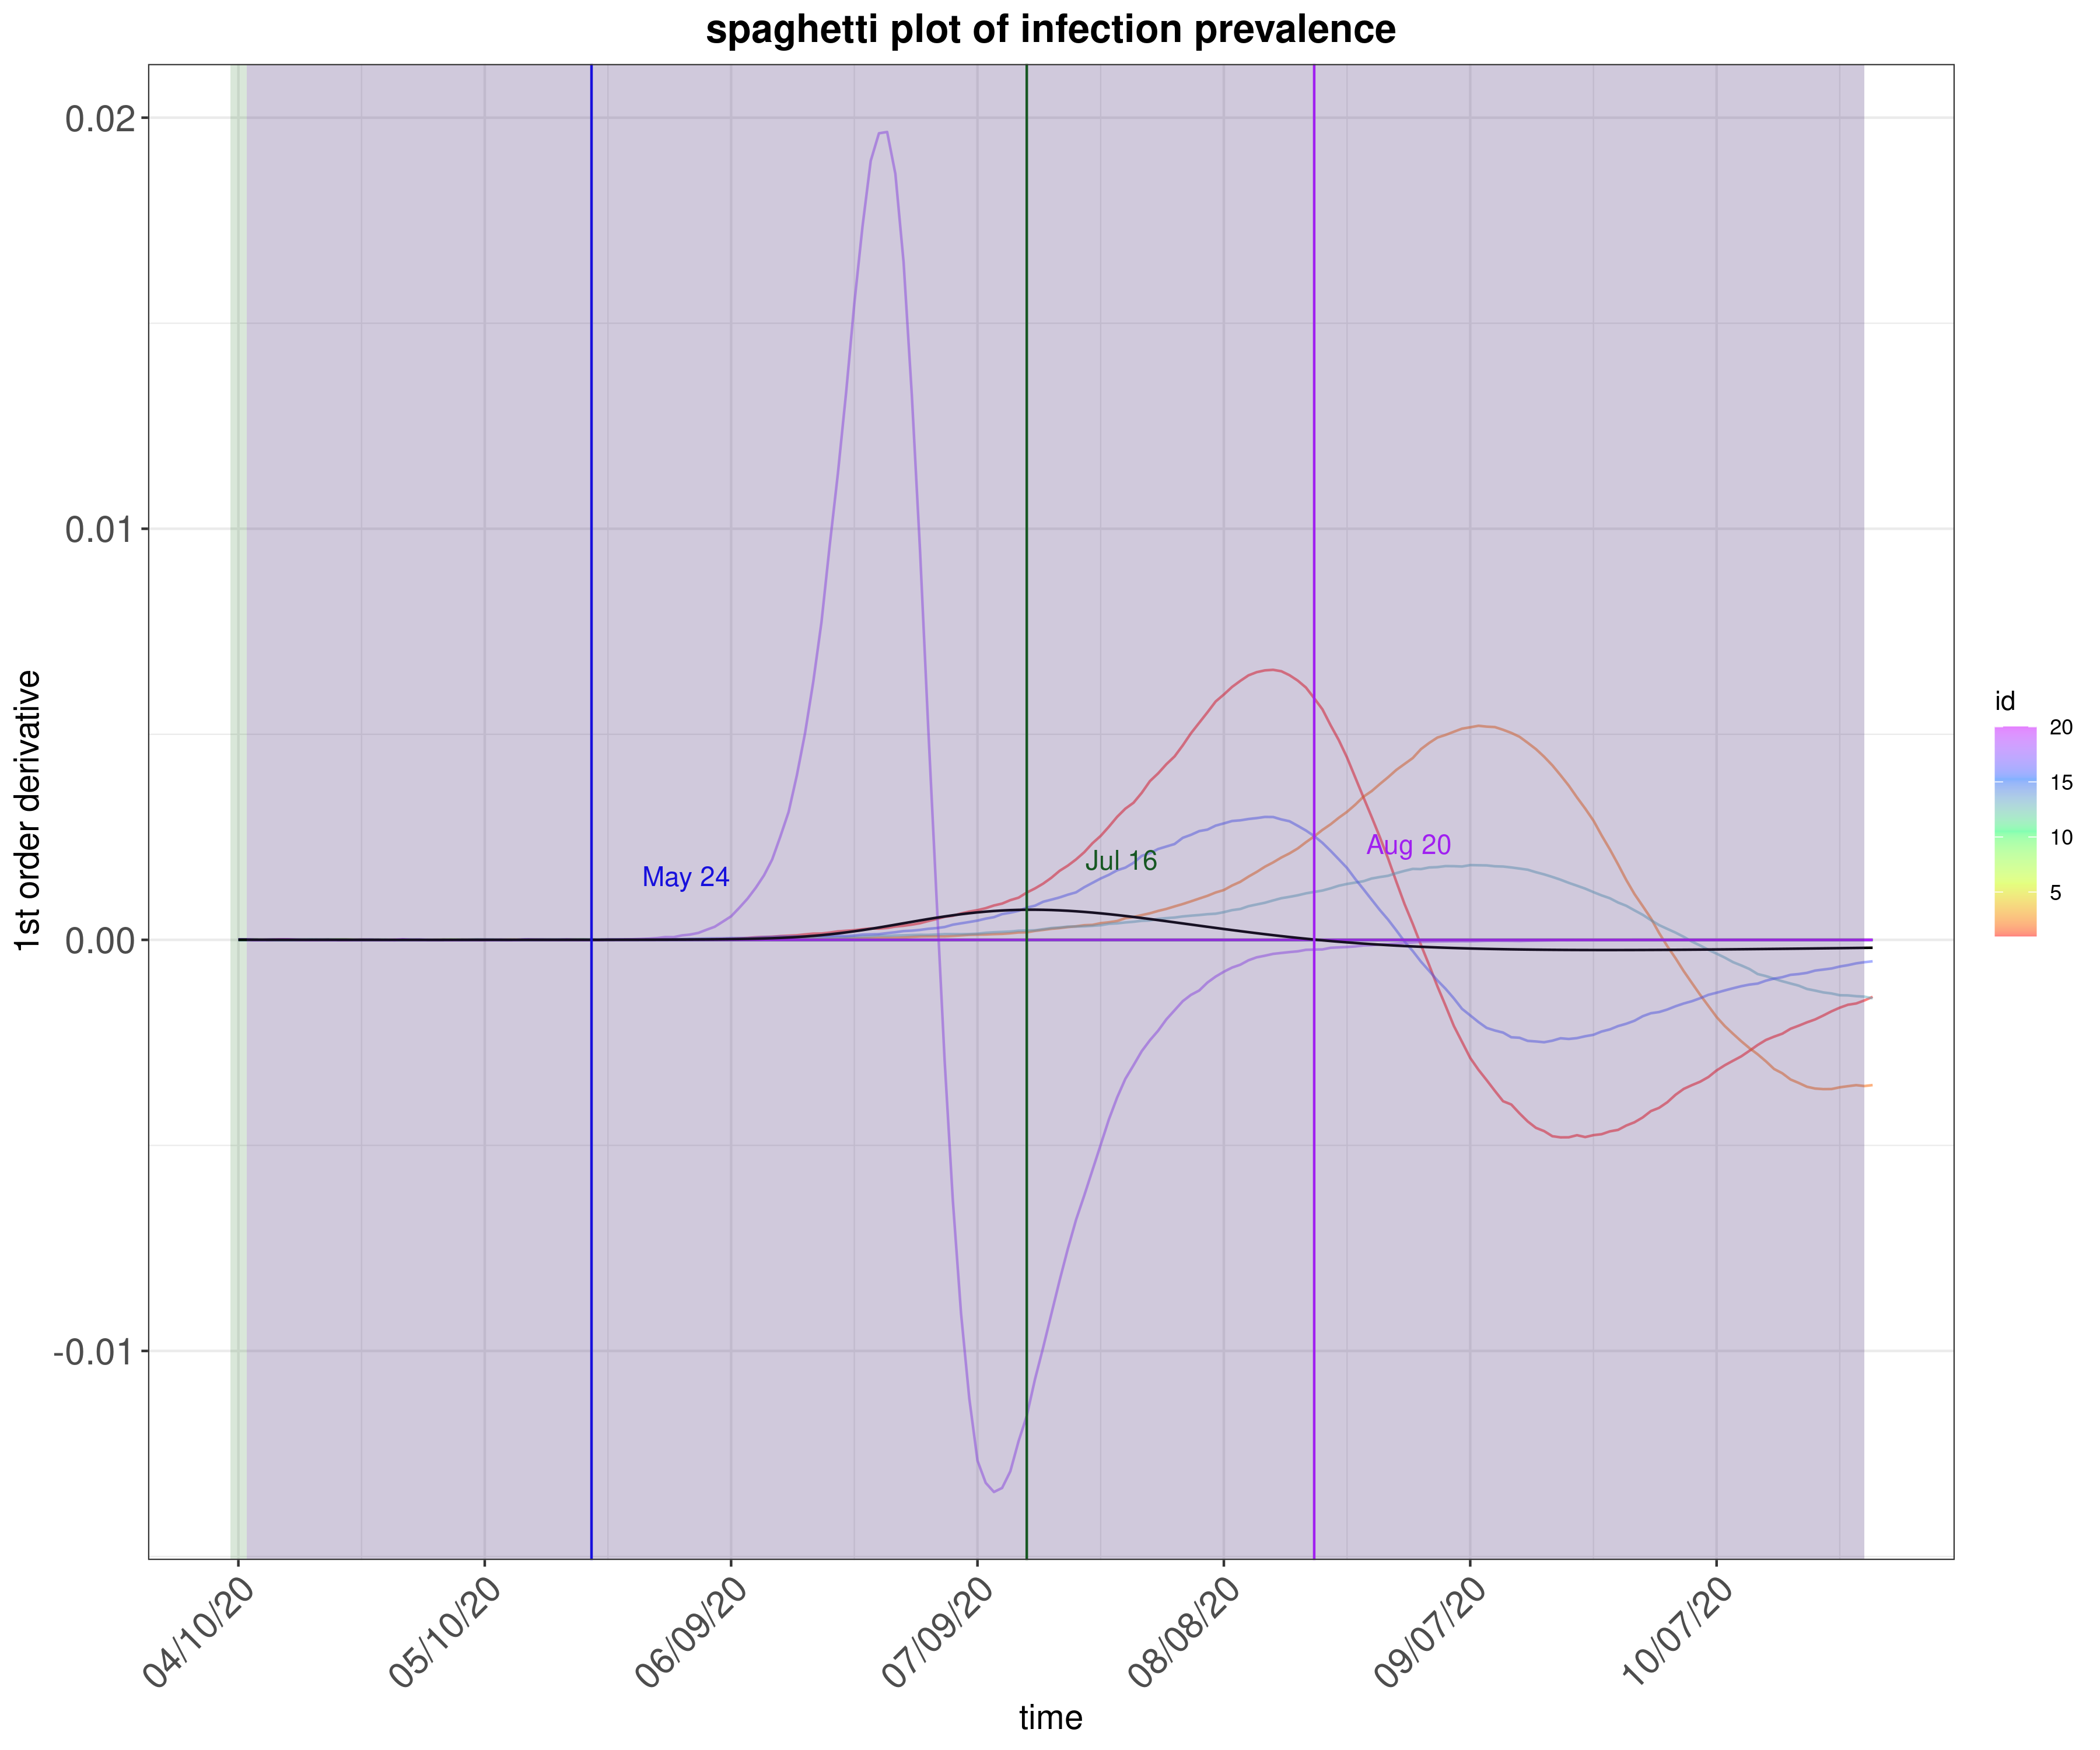 spaghetti plot of infection prevalence
1st order derivative
0.02
0.01
0.00
-0.01
May 24
Jul 16
Aug 20
id
20
15
10
5
04/10/20
05/10/20
06/09/20
07/09/20
08/08/20
09/07/20
10/07/20
time